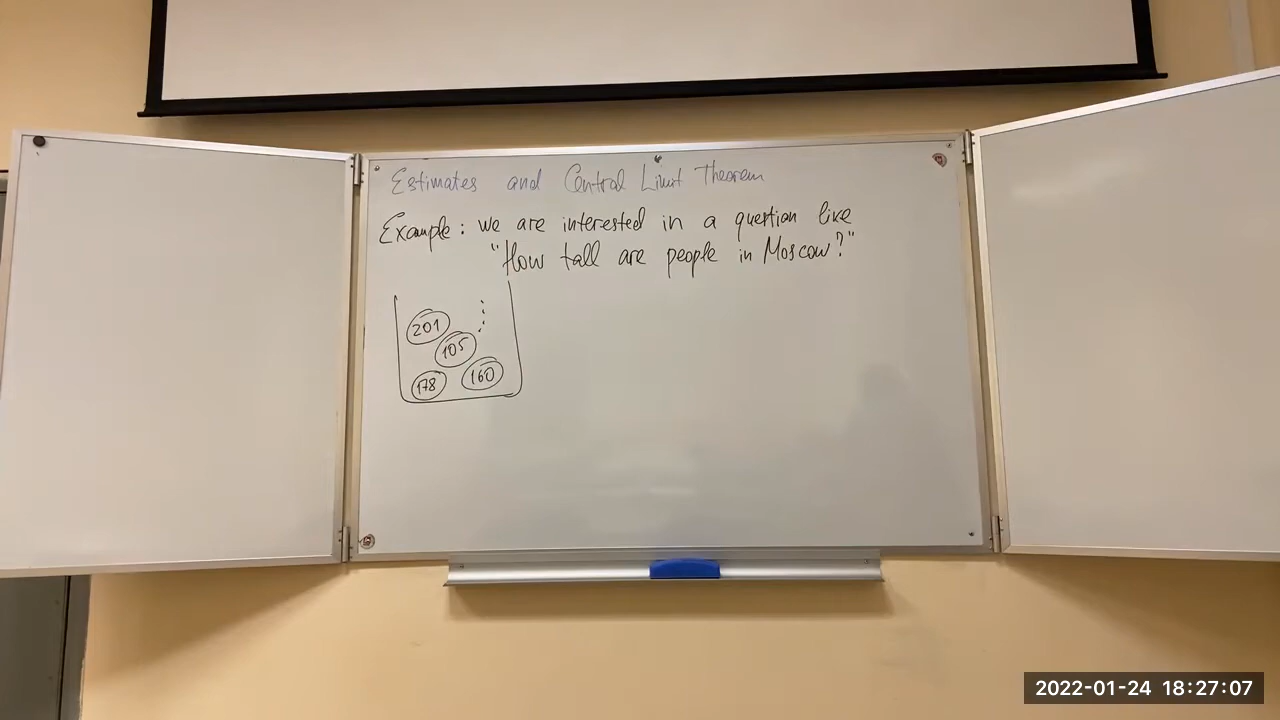 Estimates and Central Limit Theorem
Example: we are interested in a question like
"How tall are people in Moscow?"
201
105
178
160
2022-01-24 18:27:07